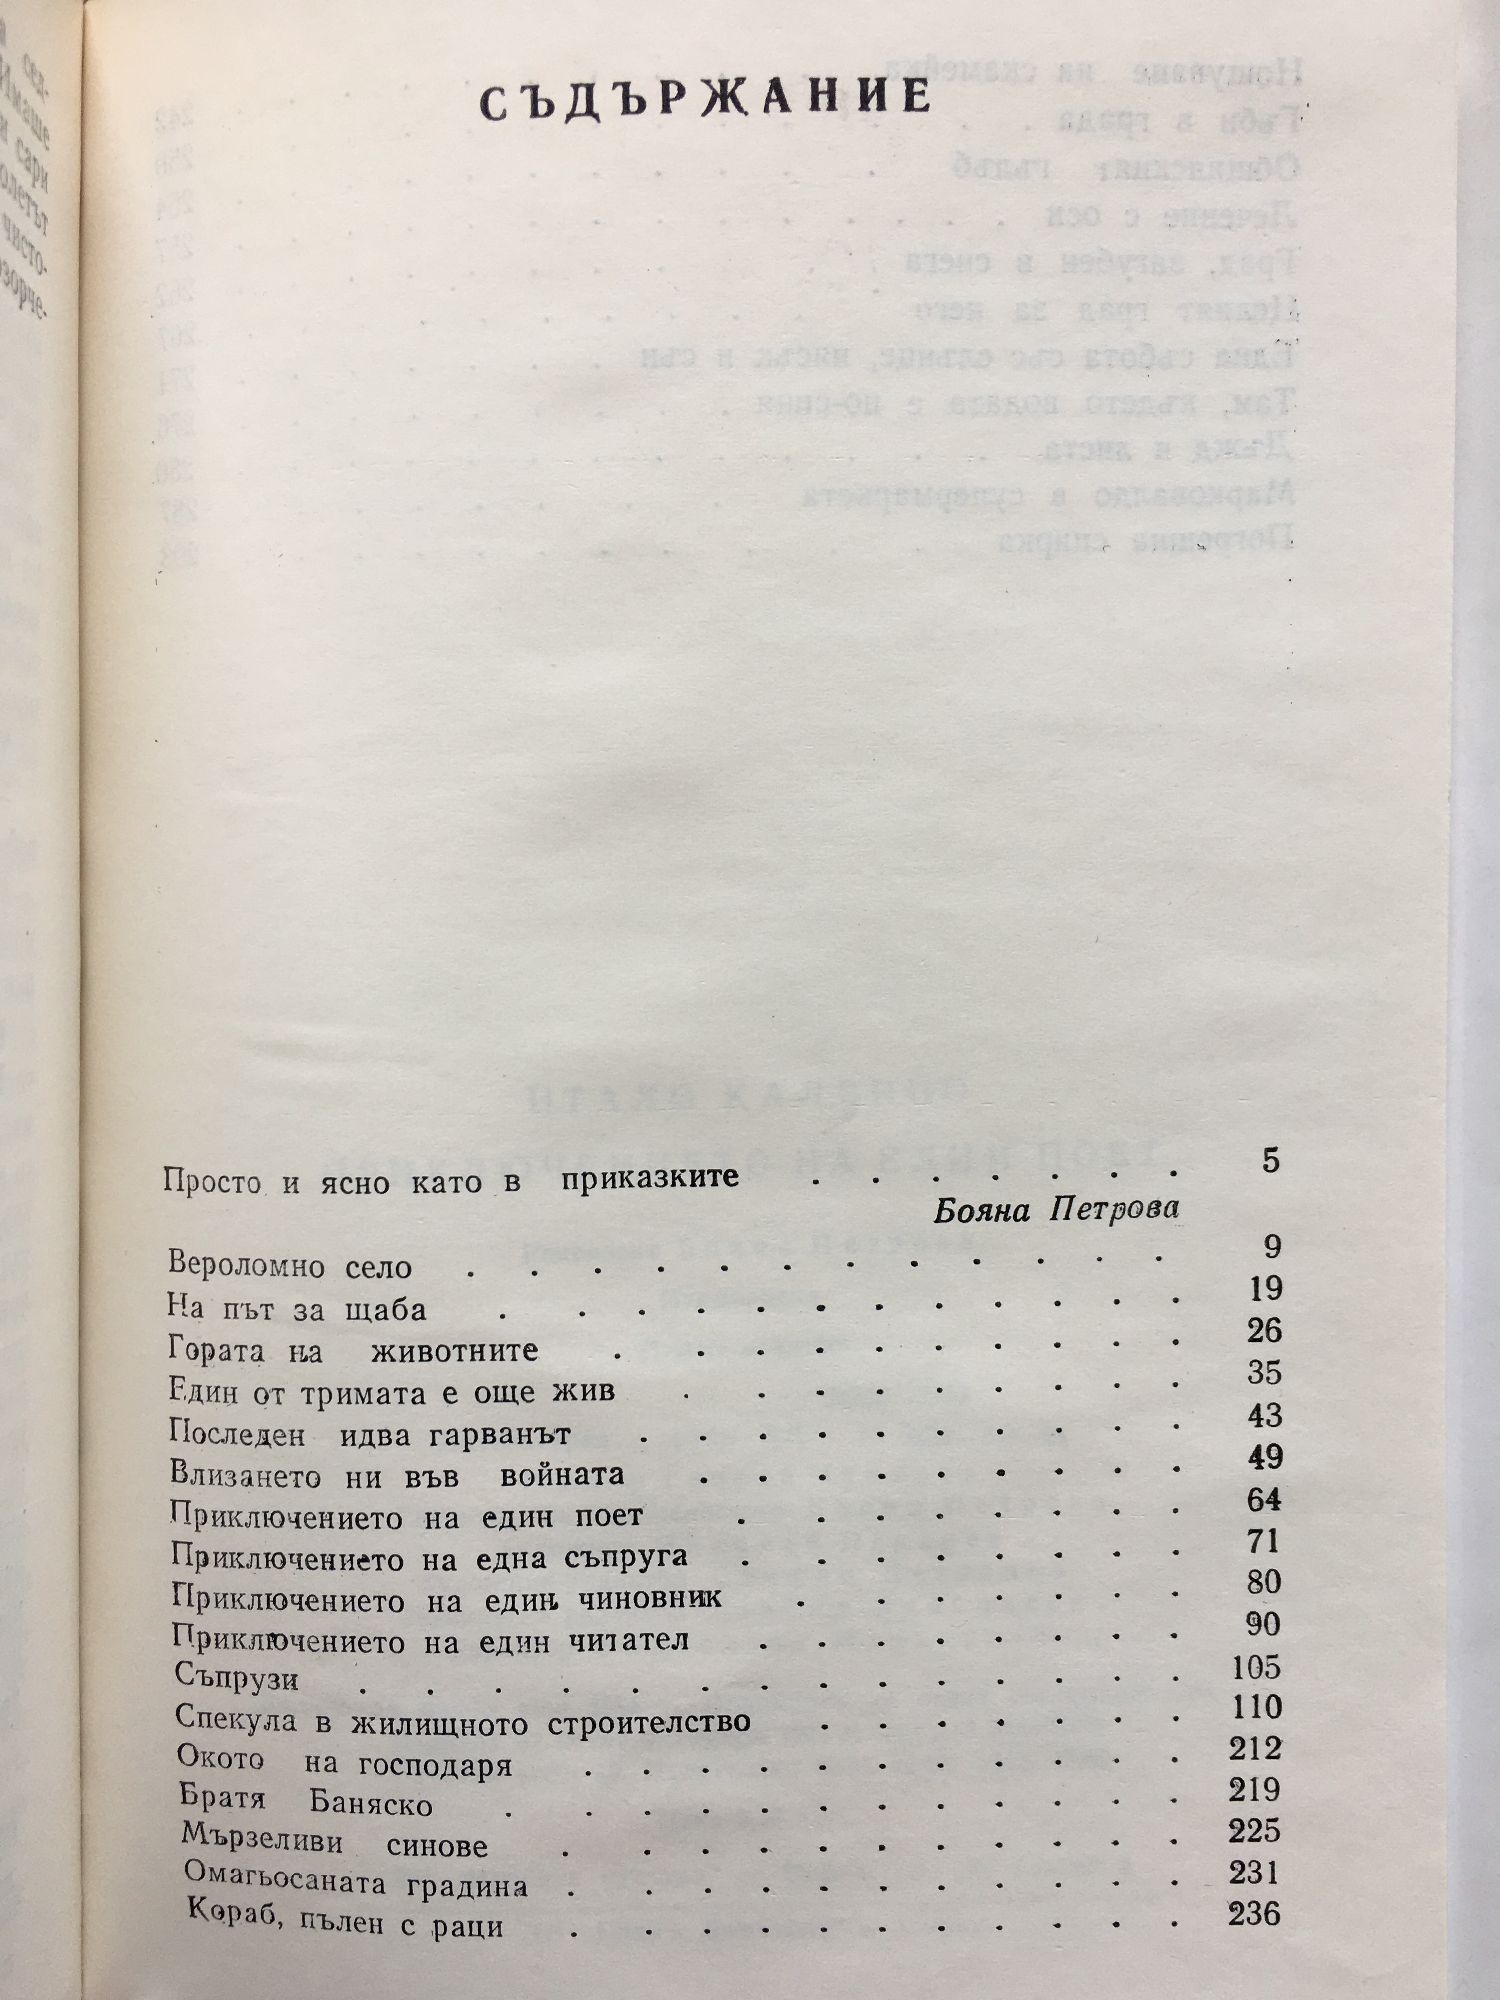 СЪДЪРЖАНИЕ
Просто и ясно като в приказките . . . . . . . 5
Бояна Петрова
Вероломно село . . . . . . . . . . . . 9
На път за щаба . . . . . . . . . . . 19
Гората на животните . . . . . . . . . . 26
Един от тримата е още жив . . . . . . . . 35
Последен идва гарванът . . . . . . . . . . 43
Влизането ни във войната . . . . . . . . . 49
Приключението на един поет . . . . . . . . 64
Приключението на една съпруга . . . . . . . . 71
Приключението на един чиновник . . . . . . . 80
Приключението на един читател . . . . . . . . 90
Съпрузи . . . . . . . . . . . . . . 105
Спекула в жилищното строителство . . . . . . . 110
Окото на господаря . . . . . . . . . . . 212
Братя Баняско . . . . . . . . . . . . 219
Мързеливи синове . . . . . . . . . . . 225
Омагьосаната градина . . . . . . . . . . . 231
Кораб, пълен с раци . . . . . . . . . . . 236
сед-
Имаше
сари
чисто-